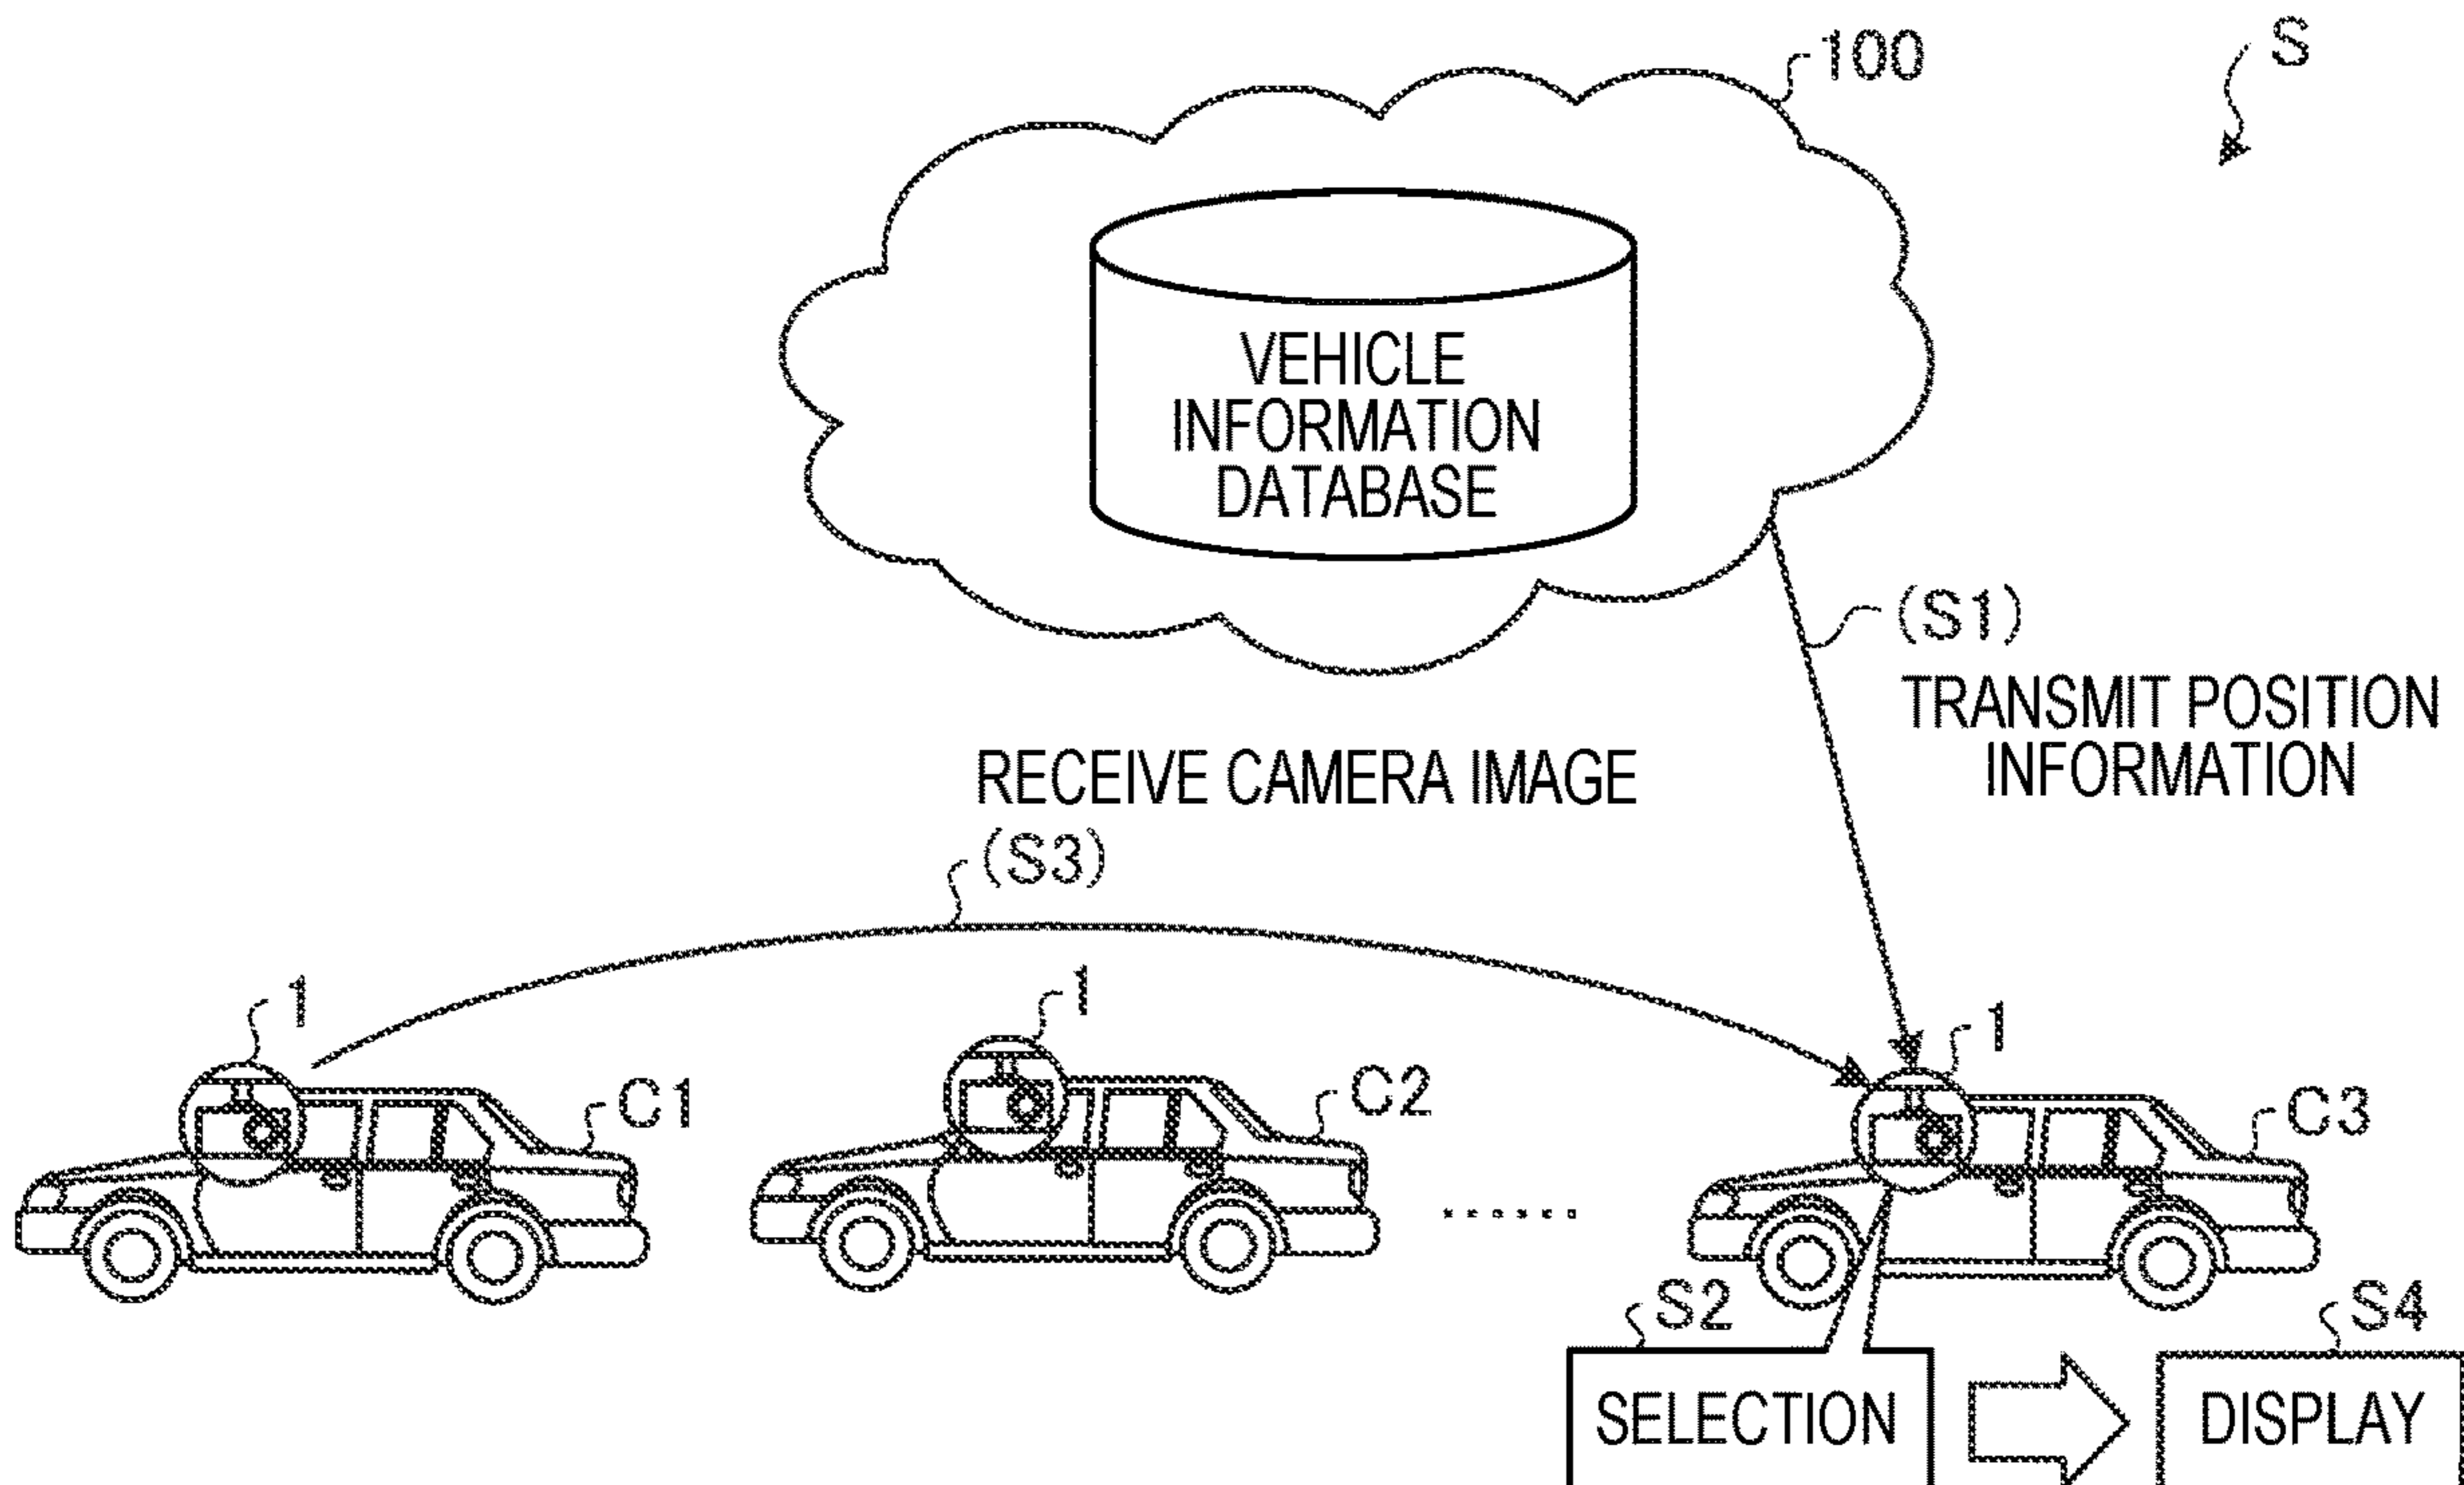 100
S
VEHICLE
INFORMATION
DATABASE
(S1)
TRANSMIT POSITION
INFORMATION
RECEIVE CAMERA IMAGE
(S3)
1
1
1
C1
C2
C3
S2
S4
SELECTION
DISPLAY